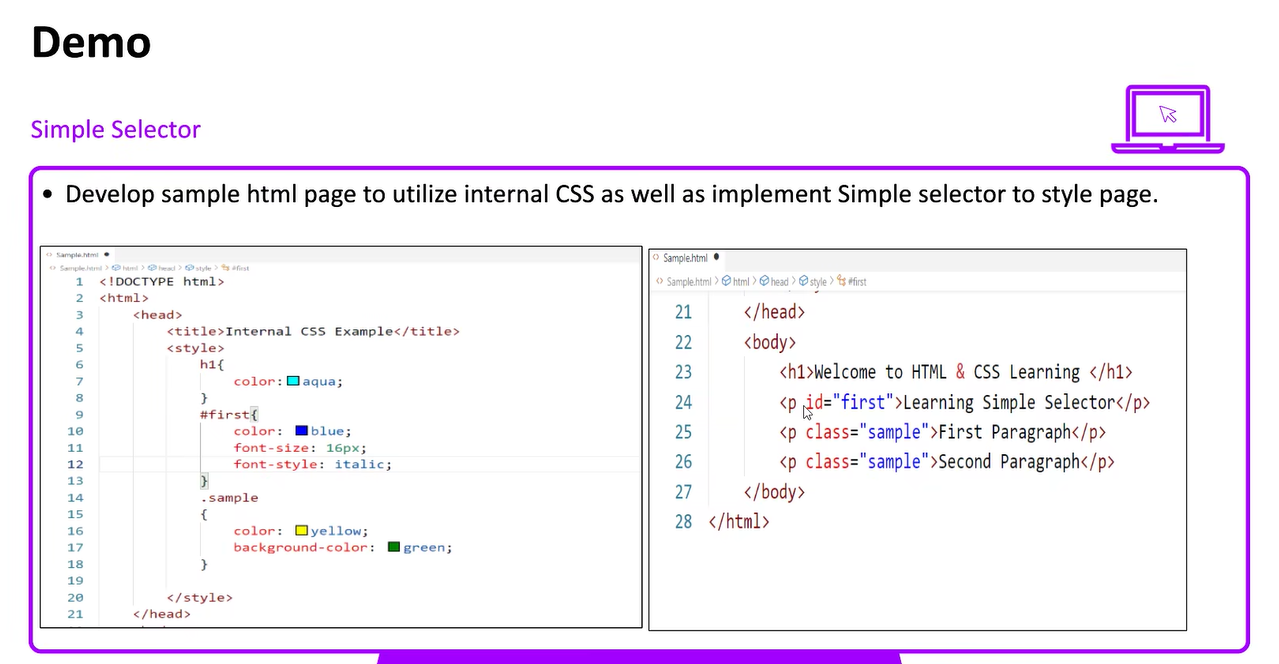 Demo
Simple Selector
• Develop sample html page to utilize internal CSS as well as implement Simple selector to style page.
Sample.html ●
Sample.html > html > head > style > #first
1 <!DOCTYPE html>
2 <html>
3 <head>
4 <title>Internal CSS Example</title>
5 <style>
6 h1{
7 color: aqua;
8 }
9 #first{
10 color: blue;
11 font-size: 16px;
12 font-style: italic;
13 }
14 .sample
15 {
16 color: yellow;
17 background-color: green;
18 }
19
20 </style>
21 </head>
Sample.html ●
Sample.html > html > head > style > #first
21 </head>
22 <body>
23 <h1>Welcome to HTML & CSS Learning </h1>
24 <p id="first">Learning Simple Selector</p>
25 <p class="sample">First Paragraph</p>
26 <p class="sample">Second Paragraph</p>
27 </body>
28 </html>